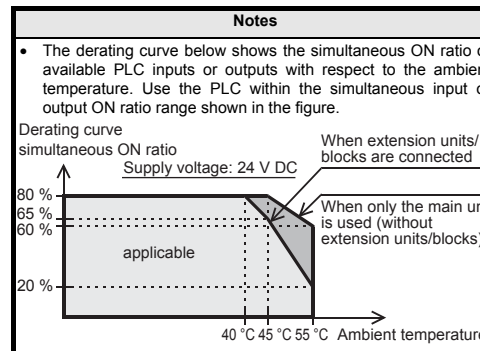 Notes
• The derating curve below shows the simultaneous ON ratio
available PLC inputs or outputs with respect to the
temperature. Use the PLC within the simultaneous input
output ON ratio range shown in the figure.
Derating curve
simultaneous ON ratio
Supply voltage: 24 V DC
When extension units/
blocks are connected
80 %
65 %
60 %
When only the main
is used (without
extension units/blocks)
applicable
20 %
40 °C 45 °C 55 °C Ambient temperature